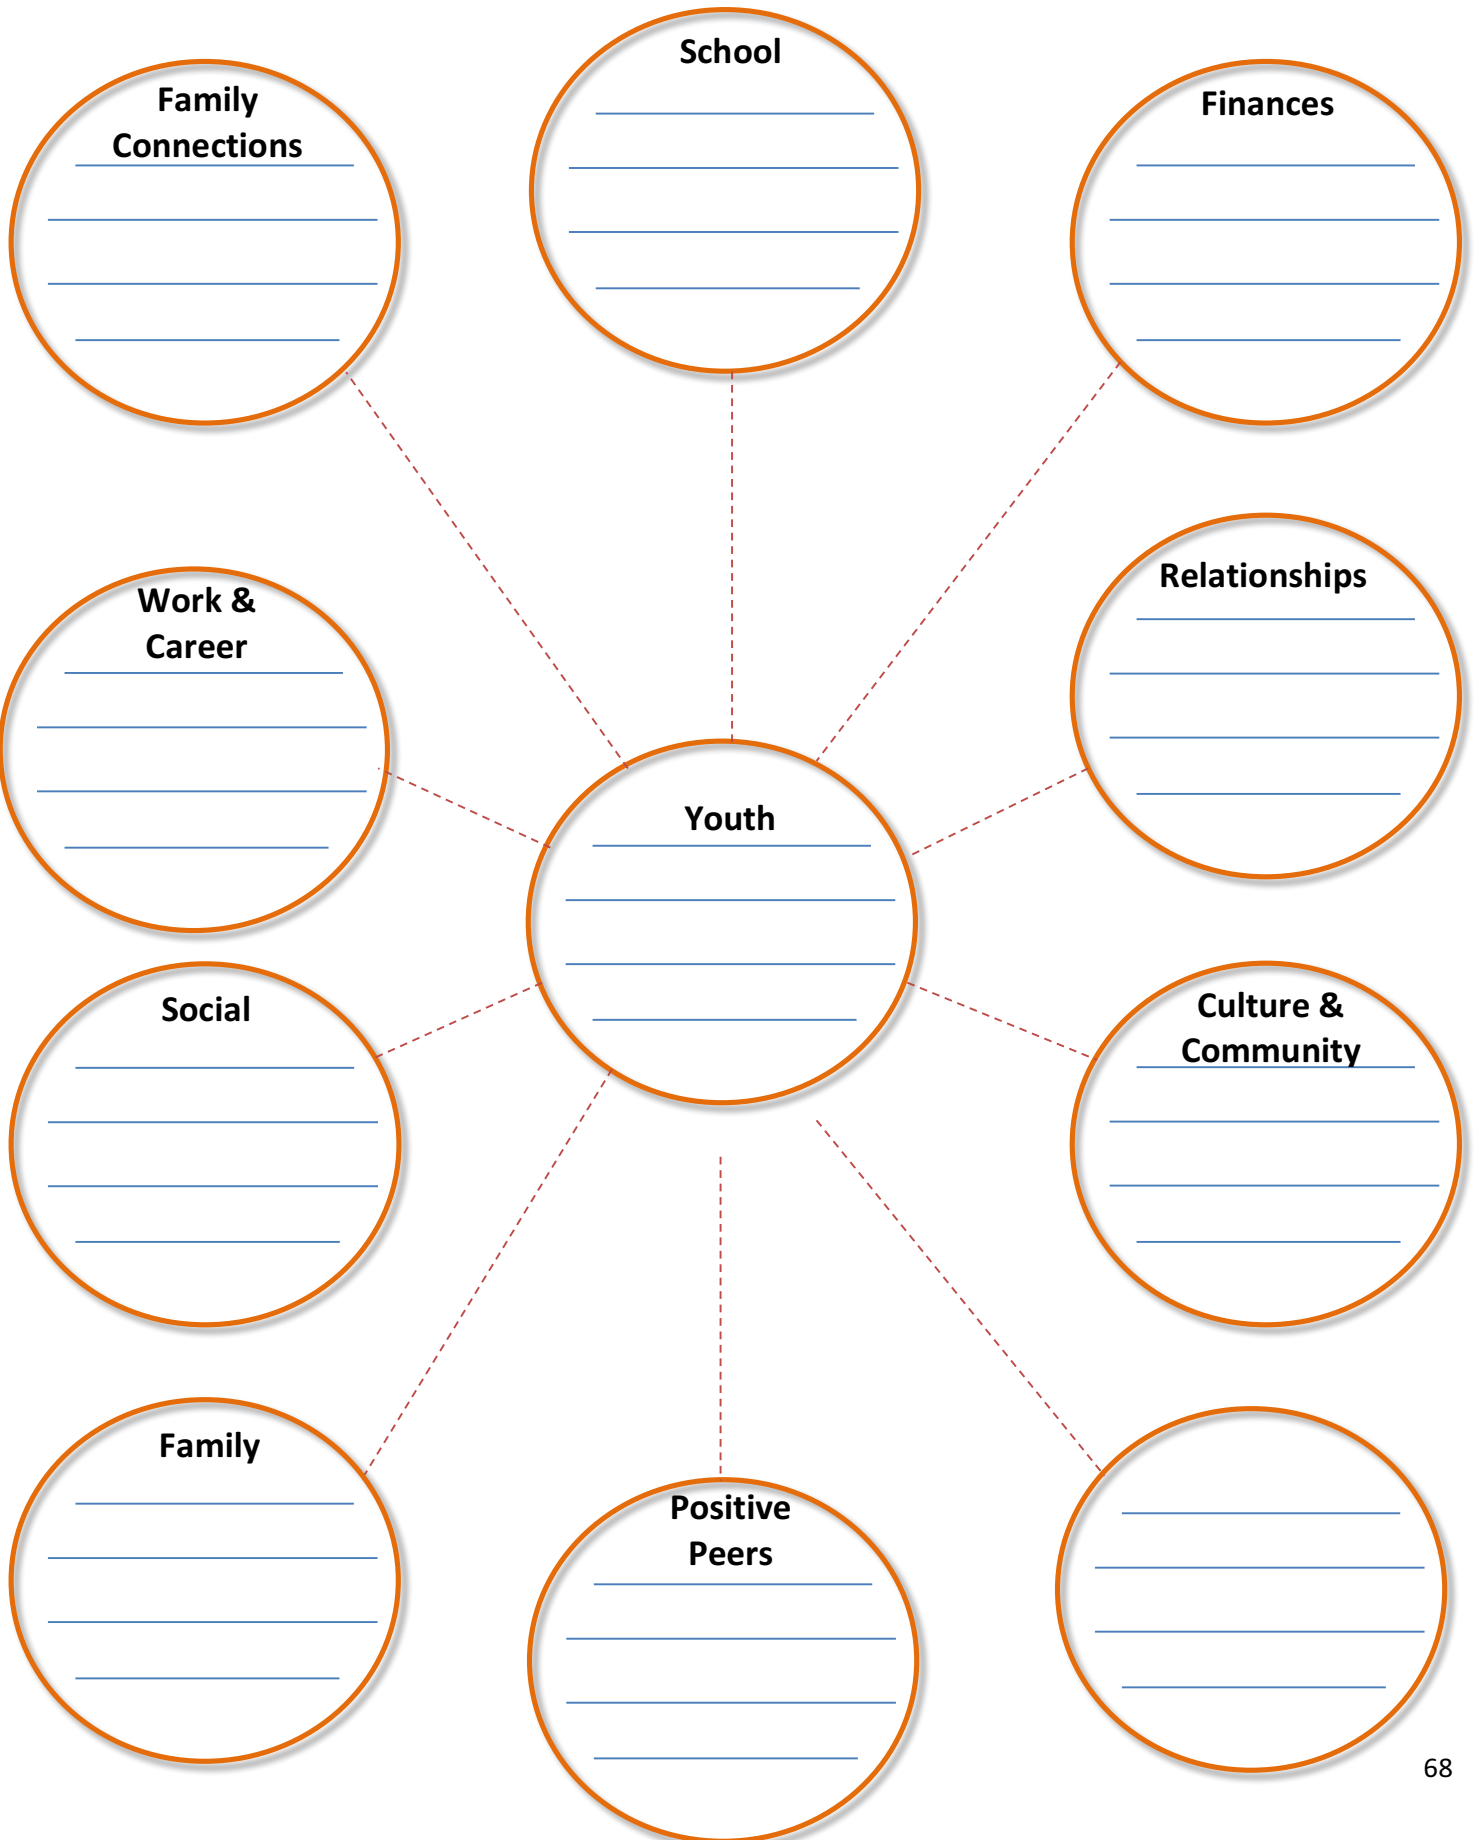 School
Family
Connections
Finances
Relationships
Work &
Career
Youth
Social
Culture &
Community
Family
Positive
Peers
68